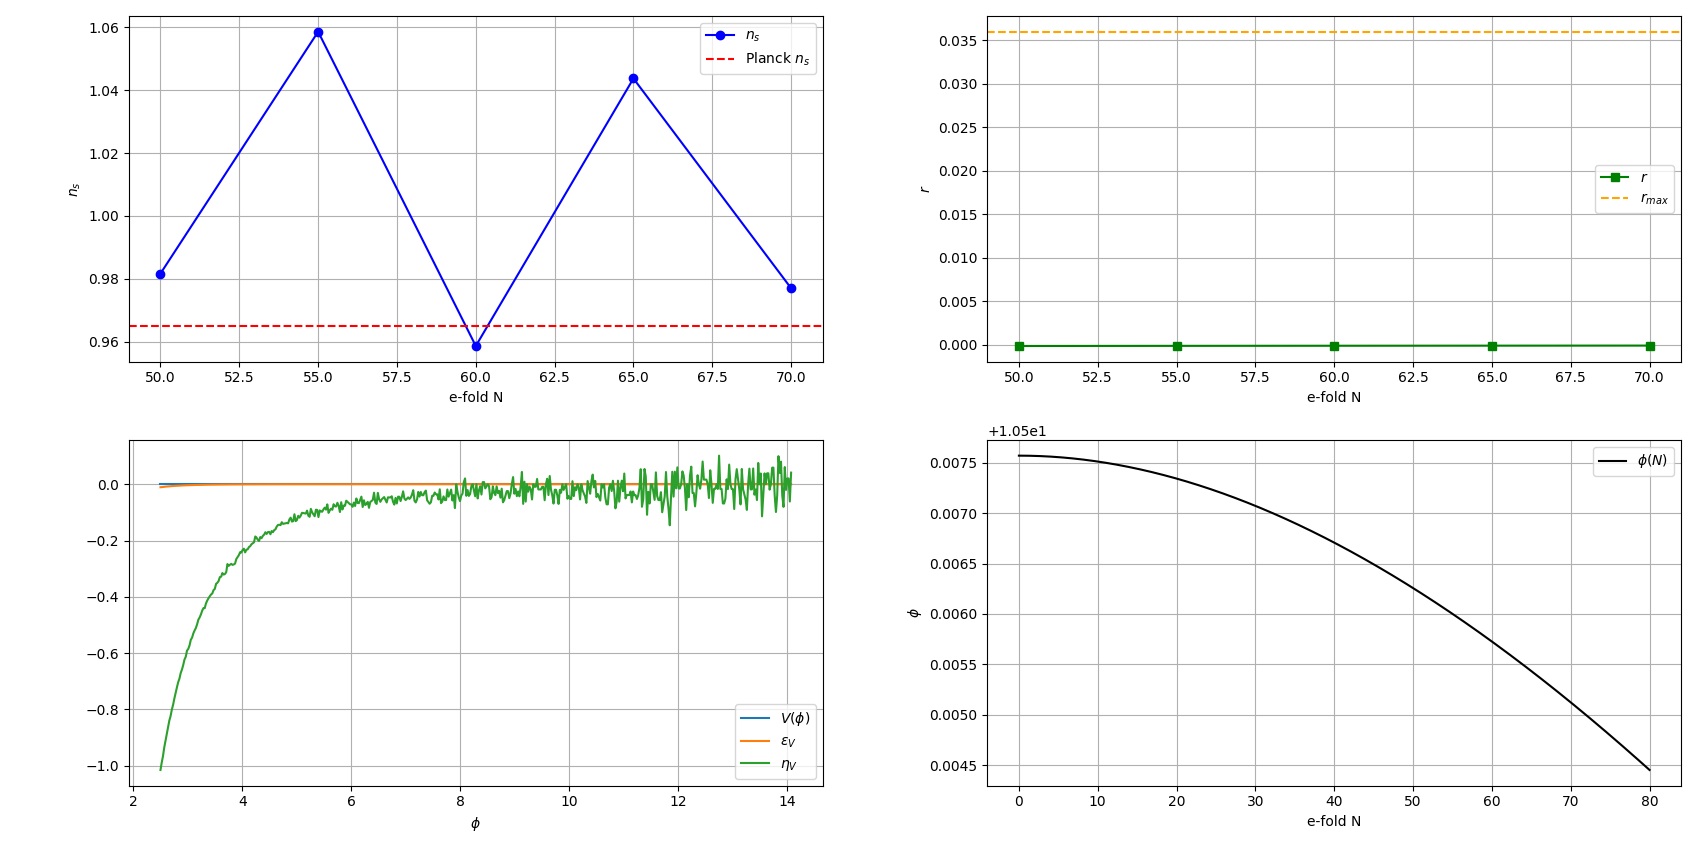 1.06
1.04
1.02
1.00
0.98
0.96
n_s
50.0 52.5 55.0 57.5 60.0 62.5 65.0 67.5 70.0
e-fold N
n_s
Planck n_s
0.035
0.030
0.025
0.020
0.015
0.010
0.005
0.000
r
50.0 52.5 55.0 57.5 60.0 62.5 65.0 67.5 70.0
e-fold N
r
r_max
0.0
−0.2
−0.4
−0.6
−0.8
−1.0
2 4 6 8 10 12 14
ϕ
V(ϕ)
ε_V
η_V
+1.05e1
0.0075
0.0070
0.0065
0.0060
0.0055
0.0050
0.0045
ϕ
0 10 20 30 40 50 60 70 80
e-fold N
ϕ(N)